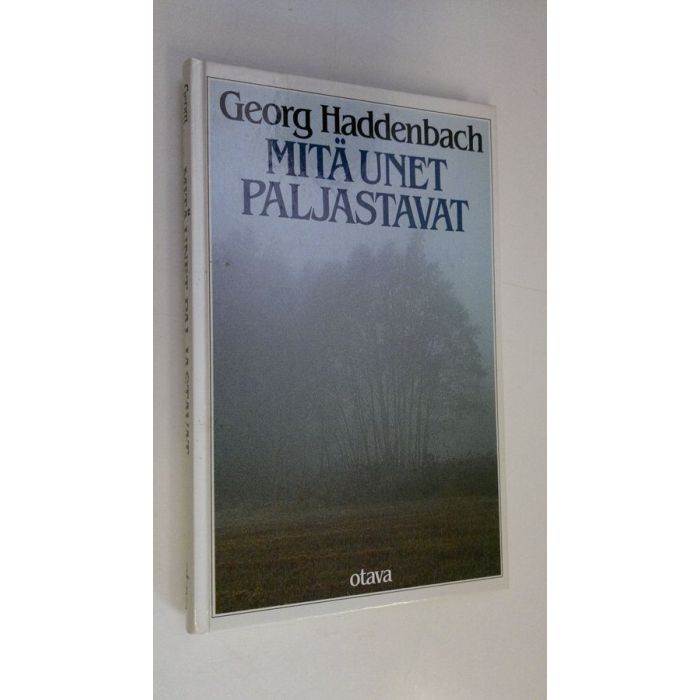 Georg Haddenbach
MITÄ UNET
PALJASTAVAT
otava